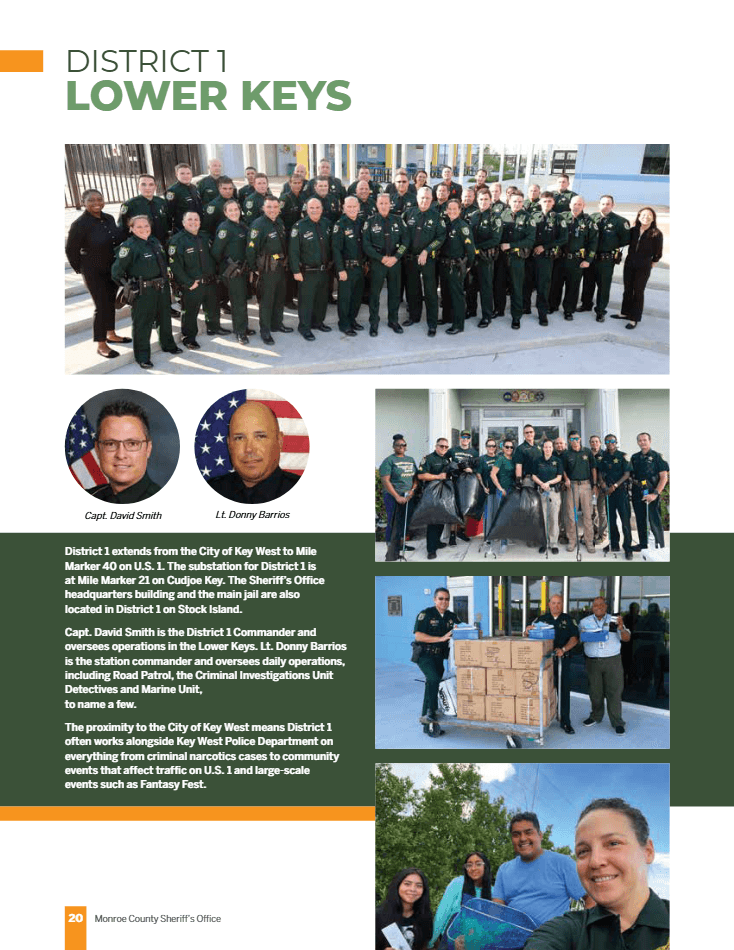 DISTRICT 1
LOWER KEYS
Capt. David Smith
Lt. Donny Barrios
District 1 extends from the City of Key West to Mile
Marker 40 on U.S. 1. The substation for District 1 is
at Mile Marker 21 on Cudjoe Key. The Sheriff's Office
headquarters building and the main jail are also
located in District 1 on Stock Island.
Capt. David Smith is the District 1 Commander and
oversees operations in the Lower Keys. Lt. Donny Barrios
is the station commander and oversees daily operations,
including Road Patrol, the Criminal Investigations Unit
Detectives and Marine Unit,
to name a few.
The proximity to the City of Key West means District 1
often works alongside Key West Police Department on
everything from criminal narcotics cases to community
events that affect traffic on U.S. 1 and large-scale
events such as Fantasy Fest.
20
Monroe County Sheriff's Office